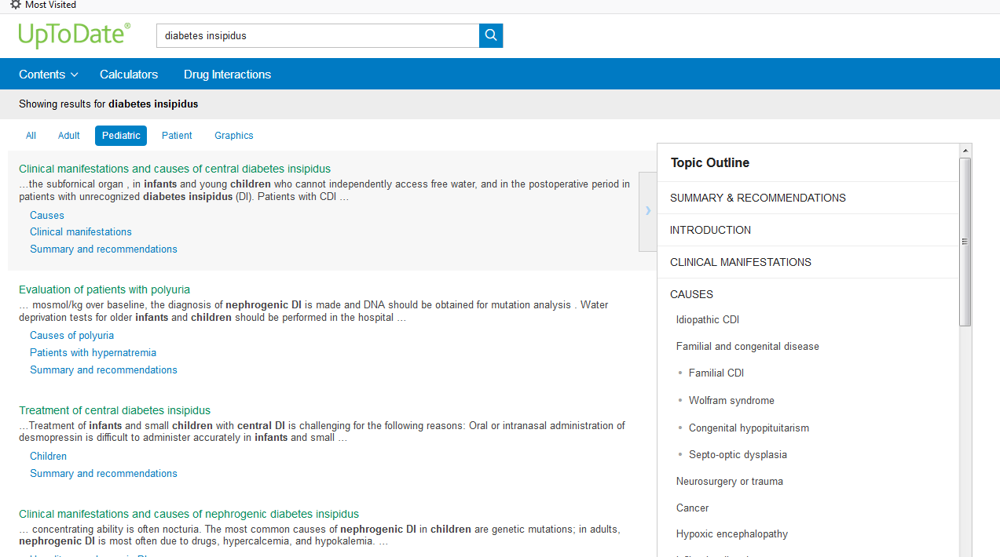 Most Visited
UpToDate®
diabetes insipidus
Contents
Calculators
Drug Interactions
Showing results for diabetes insipidus
All
Adult
Pediatric
Patient
Graphics
Clinical manifestations and causes of central diabetes insipidus
…the subfornical organ , in infants and young children who cannot independently access free water, and in the postoperative period in
patients with unrecognized diabetes insipidus (DI). Patients with CDI …
Causes
Clinical manifestations
Summary and recommendations
Evaluation of patients with polyuria
… mosmol/kg over baseline, the diagnosis of nephrogenic DI is made and DNA should be obtained for mutation analysis . Water
deprivation tests for older infants and children should be performed in the hospital …
Causes of polyuria
Patients with hypernatremia
Summary and recommendations
Treatment of central diabetes insipidus
…Treatment of infants and small children with central DI is challenging for the following reasons: Oral or intranasal administration of
desmopressin is difficult to administer accurately in infants and small …
Children
Summary and recommendations
Clinical manifestations and causes of nephrogenic diabetes insipidus
… concentrating ability is often nocturia. The most common causes of nephrogenic DI in children are genetic mutations; in adults,
nephrogenic DI is most often due to drugs, hypercalcemia, and hypokalemia. …
Topic Outline
SUMMARY & RECOMMENDATIONS
INTRODUCTION
CLINICAL MANIFESTATIONS
CAUSES
Idiopathic CDI
Familial and congenital disease
• Familial CDI
• Wolfram syndrome
• Congenital hypopituitarism
• Septo-optic dysplasia
Neurosurgery or trauma
Cancer
Hypoxic encephalopathy